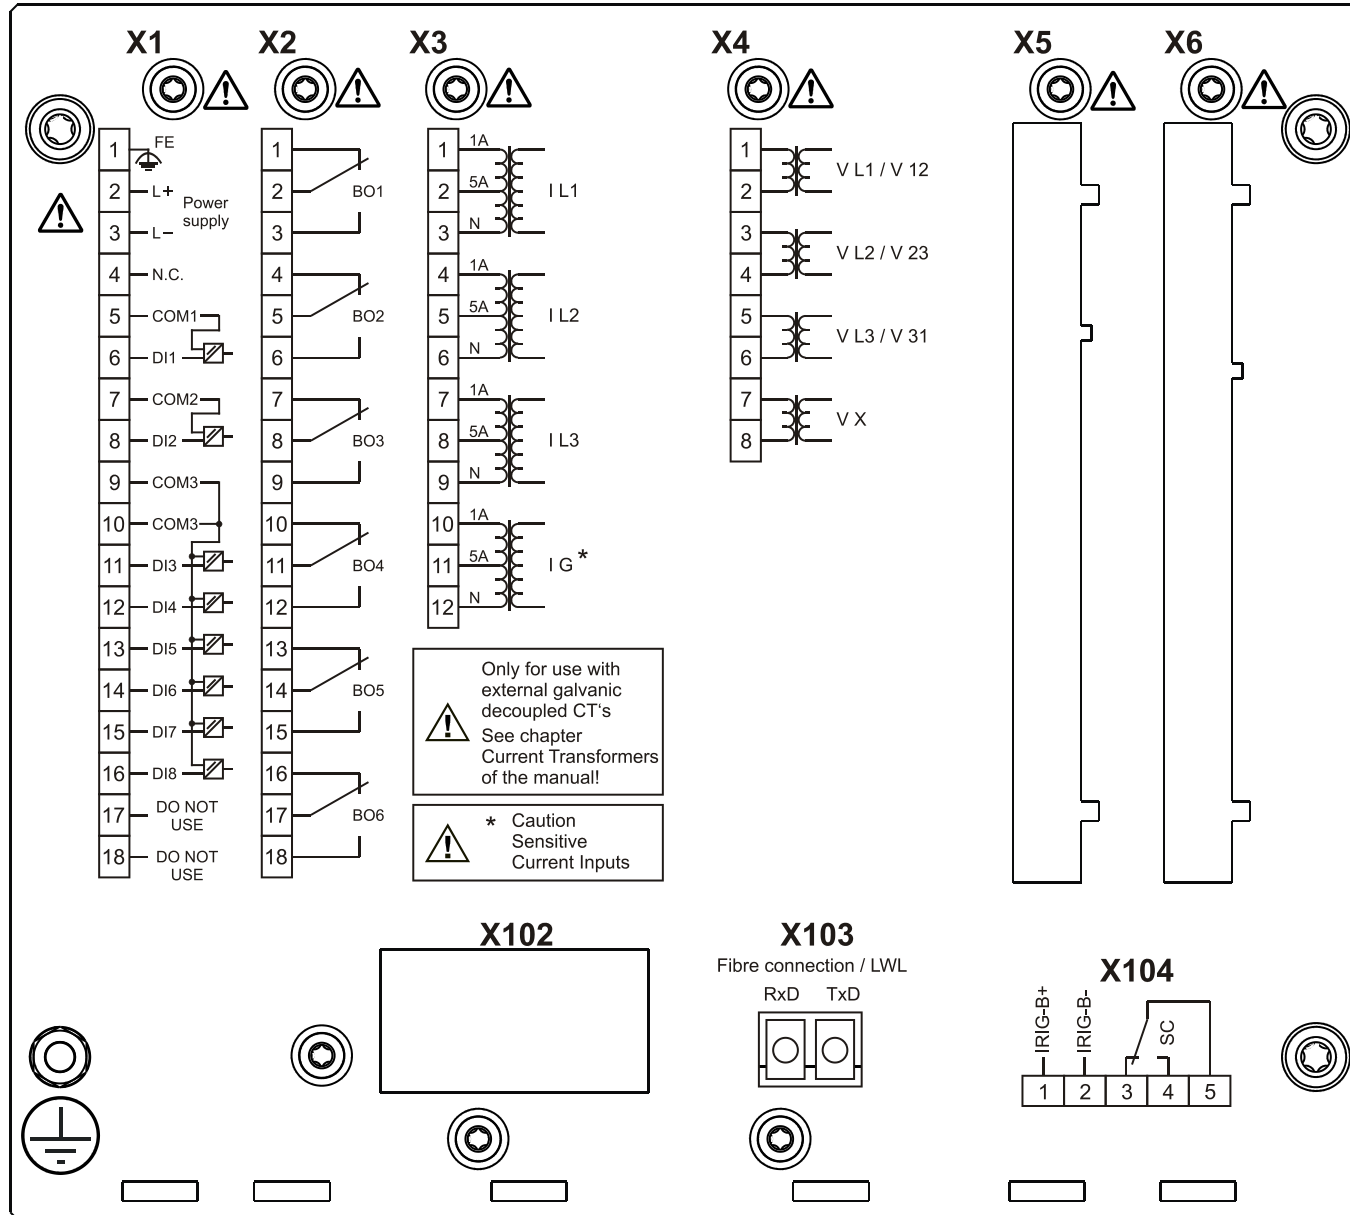 X1 X2 X3 X4 X5 X6
1 FE
2 L+
3 L–
Power
supply
4 N.C.
5 COM1
6 DI1
7 COM2
8 DI2
9 COM3
10 COM3
11 DI3
12 DI4
13 DI5
14 DI6
15 DI7
16 DI8
17 DO NOT
USE
18 DO NOT
USE
1
2 BO1
3
4
5 BO2
6
7
8 BO3
9
10
11 BO4
12
13
14 BO5
15
16
17 BO6
18
1 1A
2 5A I L1
3 N
4 1A
5 5A I L2
6 N
7 1A
8 5A I L3
9 N
10 1A
11 5A I G *
12 N
Only for use with
external galvanic
decoupled CT‘s
See chapter
Current Transformers
of the manual!
* Caution
Sensitive
Current Inputs
1
V L1 / V 12
2
3
V L2 / V 23
4
5
V L3 / V 31
6
7
V X
8
X102
X103
Fibre connection / LWL
RxD TxD
X104
IRIG-B+
IRIG-B-
SC
1 2 3 4 5